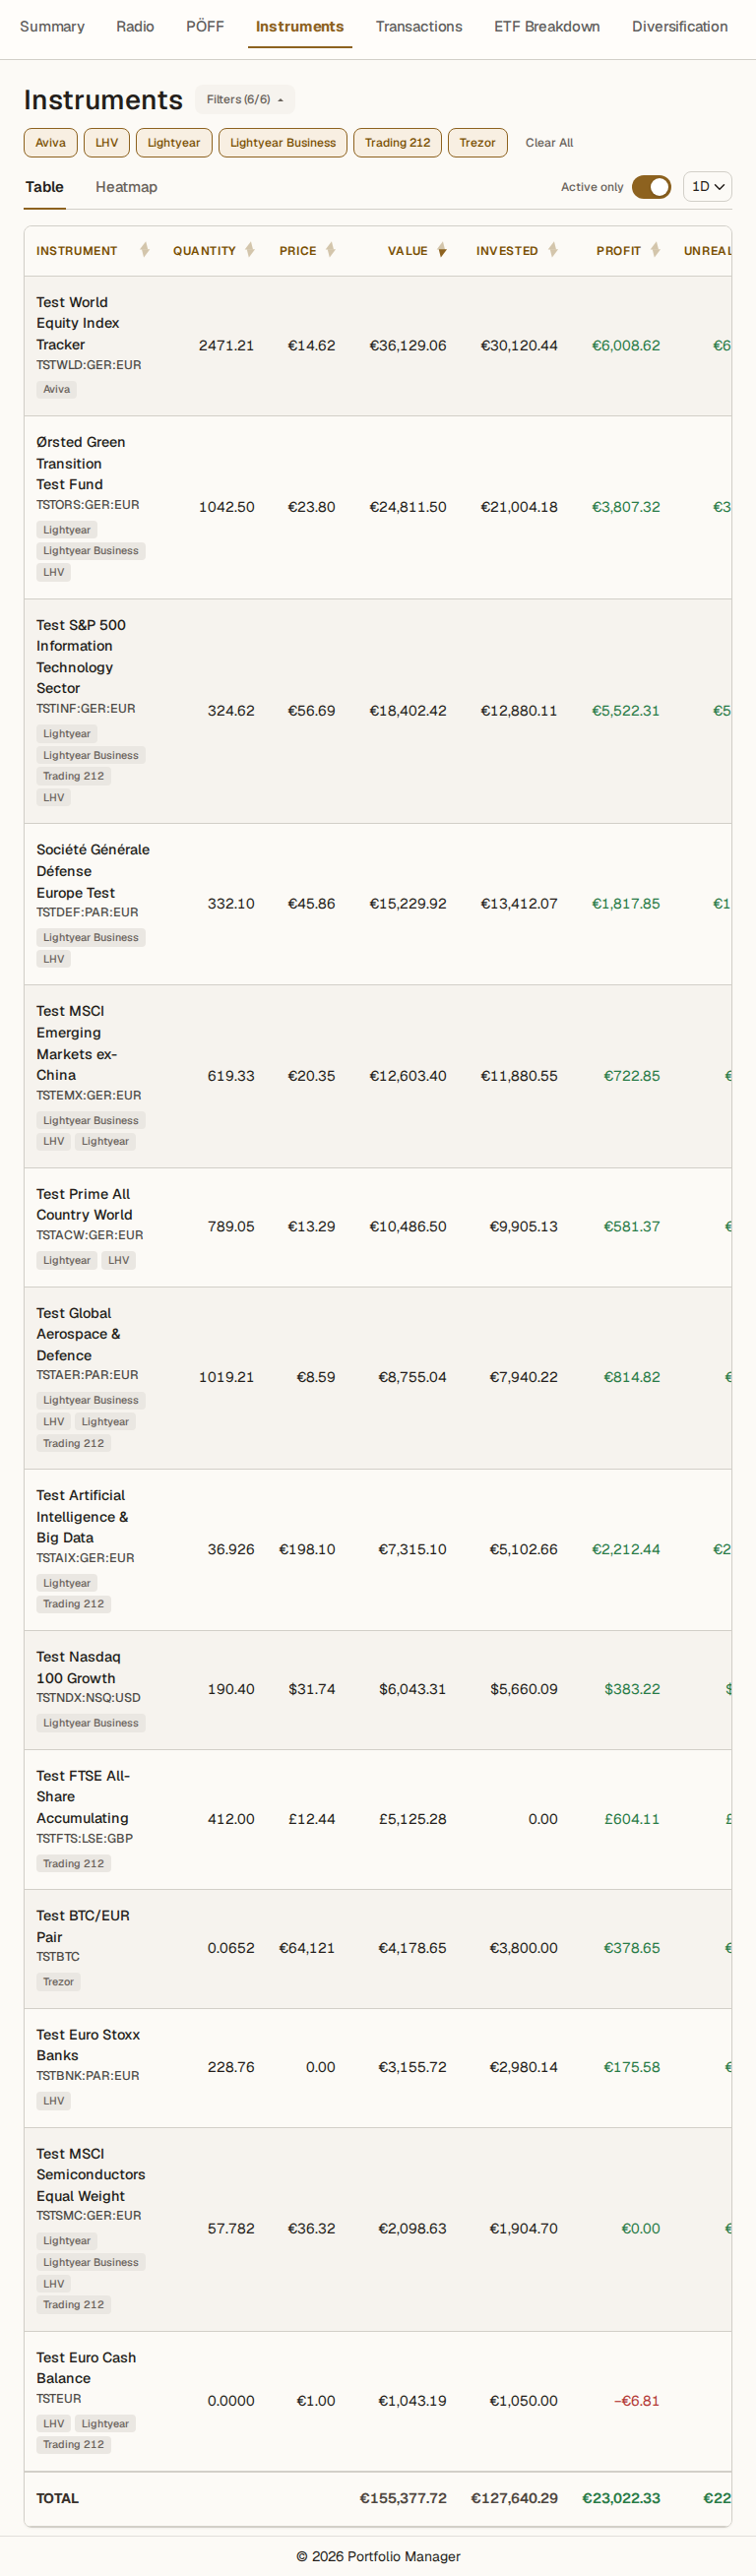 Summary Radio PÖFF Instruments Transactions ETF Breakdown Diversification
Instruments Filters (6/6)
Aviva LHV Lightyear Lightyear Business Trading 212 Trezor Clear All
Table Heatmap Active only 1D
INSTRUMENT QUANTITY PRICE VALUE INVESTED PROFIT UNREAL
Test World
Equity Index
Tracker
TSTWLD:GER:EUR
Aviva
2471.21 €14.62 €36,129.06 €30,120.44 €6,008.62 €6
Ørsted Green
Transition
Test Fund
TSTORS:GER:EUR
Lightyear
Lightyear Business
LHV
1042.50 €23.80 €24,811.50 €21,004.18 €3,807.32 €3
Test S&P 500
Information
Technology
Sector
TSTINF:GER:EUR
Lightyear
Lightyear Business
Trading 212
LHV
324.62 €56.69 €18,402.42 €12,880.11 €5,522.31 €5
Société Générale
Défense
Europe Test
TSTDEF:PAR:EUR
Lightyear Business
LHV
332.10 €45.86 €15,229.92 €13,412.07 €1,817.85 €1
Test MSCI
Emerging
Markets ex-
China
TSTEMX:GER:EUR
Lightyear Business
LHV Lightyear
619.33 €20.35 €12,603.40 €11,880.55 €722.85 €
Test Prime All
Country World
TSTACW:GER:EUR
Lightyear LHV
789.05 €13.29 €10,486.50 €9,905.13 €581.37 €
Test Global
Aerospace &
Defence
TSTAER:PAR:EUR
Lightyear Business
LHV Lightyear
Trading 212
1019.21 €8.59 €8,755.04 €7,940.22 €814.82 €
Test Artificial
Intelligence &
Big Data
TSTAIX:GER:EUR
Lightyear
Trading 212
36.926 €198.10 €7,315.10 €5,102.66 €2,212.44 €2
Test Nasdaq
100 Growth
TSTNDX:NSQ:USD
Lightyear Business
190.40 $31.74 $6,043.31 $5,660.09 $383.22 $
Test FTSE All-
Share
Accumulating
TSTFTS:LSE:GBP
Trading 212
412.00 £12.44 £5,125.28 0.00 £604.11 £
Test BTC/EUR
Pair
TSTBTC
Trezor
0.0652 €64,121 €4,178.65 €3,800.00 €378.65 €
Test Euro Stoxx
Banks
TSTBNK:PAR:EUR
LHV
228.76 0.00 €3,155.72 €2,980.14 €175.58 €
Test MSCI
Semiconductors
Equal Weight
TSTSMC:GER:EUR
Lightyear
Lightyear Business
LHV
Trading 212
57.782 €36.32 €2,098.63 €1,904.70 €0.00 €
Test Euro Cash
Balance
TSTEUR
LHV Lightyear
Trading 212
0.0000 €1.00 €1,043.19 €1,050.00 −€6.81
TOTAL €155,377.72 €127,640.29 €23,022.33 €22
© 2026 Portfolio Manager